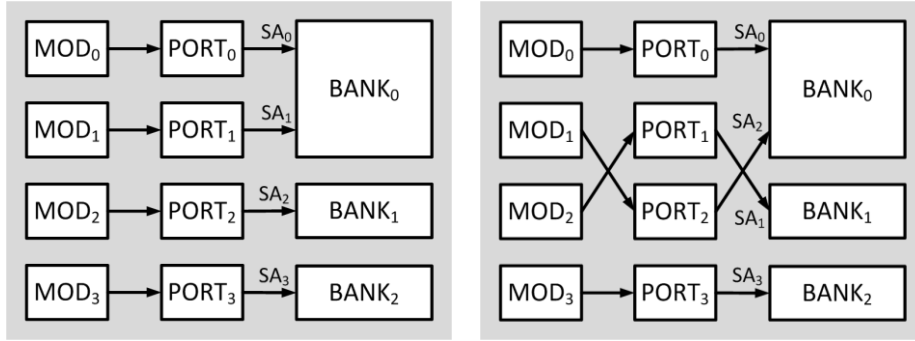 MOD₀ PORT₀ SA₀ BANK₀
MOD₁ PORT₁ SA₁
MOD₂ PORT₂ SA₂ BANK₁
MOD₃ PORT₃ SA₃ BANK₂
MOD₀ PORT₀ SA₀ BANK₀
MOD₁ PORT₁ SA₂
MOD₂ PORT₂ SA₁ BANK₁
MOD₃ PORT₃ SA₃ BANK₂